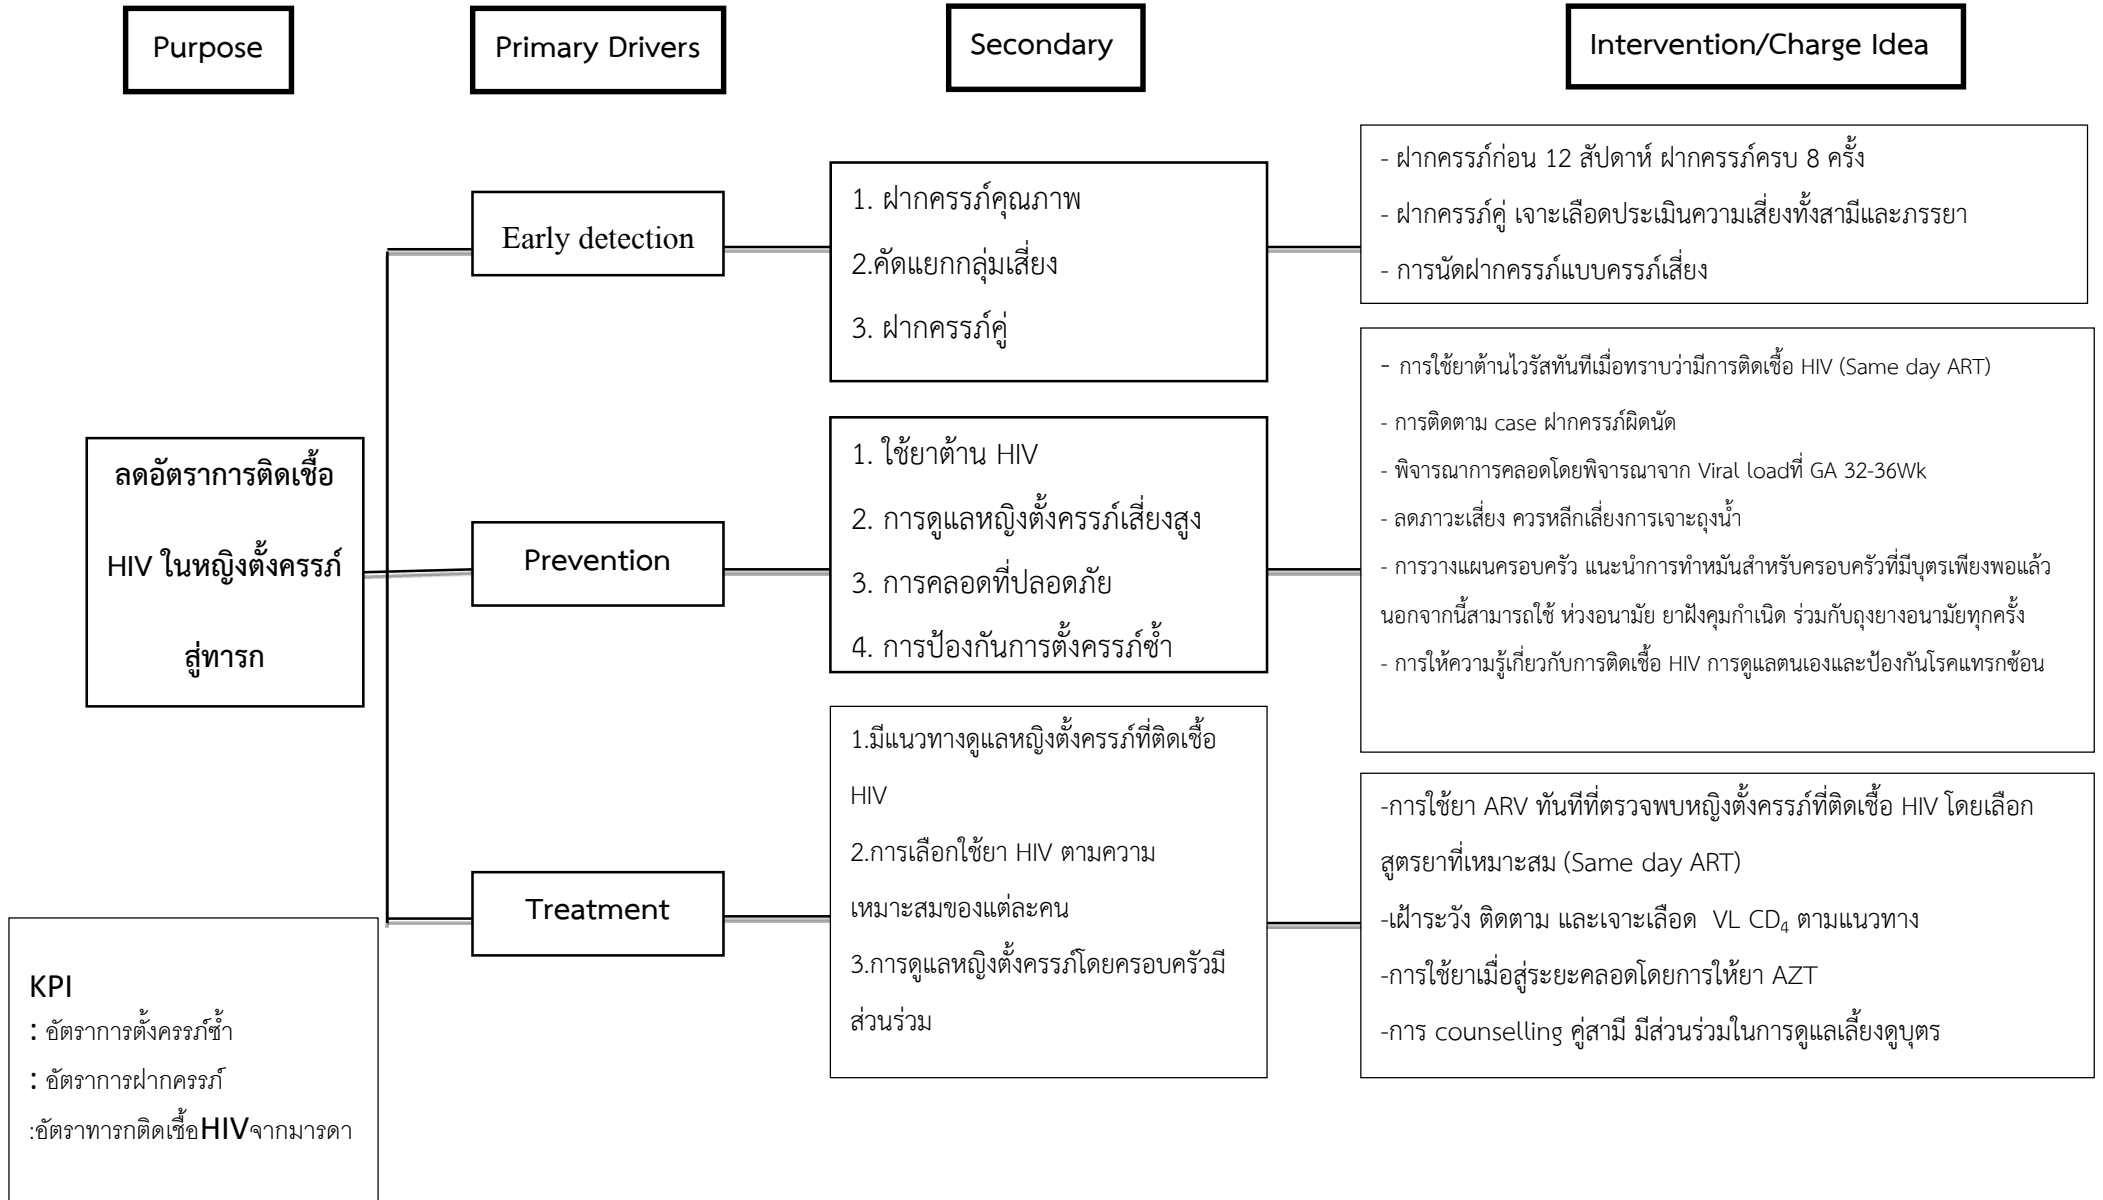 Purpose
Primary Drivers
Secondary
Intervention/Charge Idea
ลดอัตราการติดเชื้อ
HIV ในหญิงตั้งครรภ์
สู่ทารก
KPI
: อัตราการตั้งครรภ์ซ้ำ
: อัตราการฝากครรภ์
:อัตราทารกติดเชื้อHIVจากมารดา
Early detection
1. ฝากครรภ์คุณภาพ
2.คัดแยกกลุ่มเสี่ยง
3. ฝากครรภ์คู่
- ฝากครรภ์ก่อน 12 สัปดาห์ ฝากครรภ์ครบ 8 ครั้ง
- ฝากครรภ์คู่ เจาะเลือดประเมินความเสี่ยงทั้งสามีและภรรยา
- การนัดฝากครรภ์แบบครรภ์เสี่ยง
Prevention
1. ใช้ยาต้าน HIV
2. การดูแลหญิงตั้งครรภ์เสี่ยงสูง
3. การคลอดที่ปลอดภัย
4. การป้องกันการตั้งครรภ์ซ้ำ
- การใช้ยาต้านไวรัสทันทีเมื่อทราบว่ามีการติดเชื้อ HIV (Same day ART)
- การติดตาม case ฝากครรภ์ผิดนัด
- พิจารณาการคลอดโดยพิจารณาจาก Viral loadที่ GA 32-36Wk
- ลดภาวะเสี่ยง ควรหลีกเลี่ยงการเจาะถุงน้ำ
- การวางแผนครอบครัว แนะนำการทำหมันสำหรับครอบครัวที่มีบุตรเพียงพอแล้ว
นอกจากนี้สามารถใช้ ห่วงอนามัย ยาฝังคุมกำเนิด ร่วมกับถุงยางอนามัยทุกครั้ง
- การให้ความรู้เกี่ยวกับการติดเชื้อ HIV การดูแลตนเองและป้องกันโรคแทรกซ้อน
Treatment
1.มีแนวทางดูแลหญิงตั้งครรภ์ที่ติดเชื้อ
HIV
2.การเลือกใช้ยา HIV ตามความ
เหมาะสมของแต่ละคน
3.การดูแลหญิงตั้งครรภ์โดยครอบครัวมี
ส่วนร่วม
-การใช้ยา ARV ทันทีที่ตรวจพบหญิงตั้งครรภ์ที่ติดเชื้อ HIV โดยเลือก
สูตรยาที่เหมาะสม (Same day ART)
-เฝ้าระวัง ติดตาม และเจาะเลือด VL CD₄ ตามแนวทาง
-การใช้ยาเมื่อสู่ระยะคลอดโดยการให้ยา AZT
-การ counselling คู่สามี มีส่วนร่วมในการดูแลเลี้ยงดูบุตร